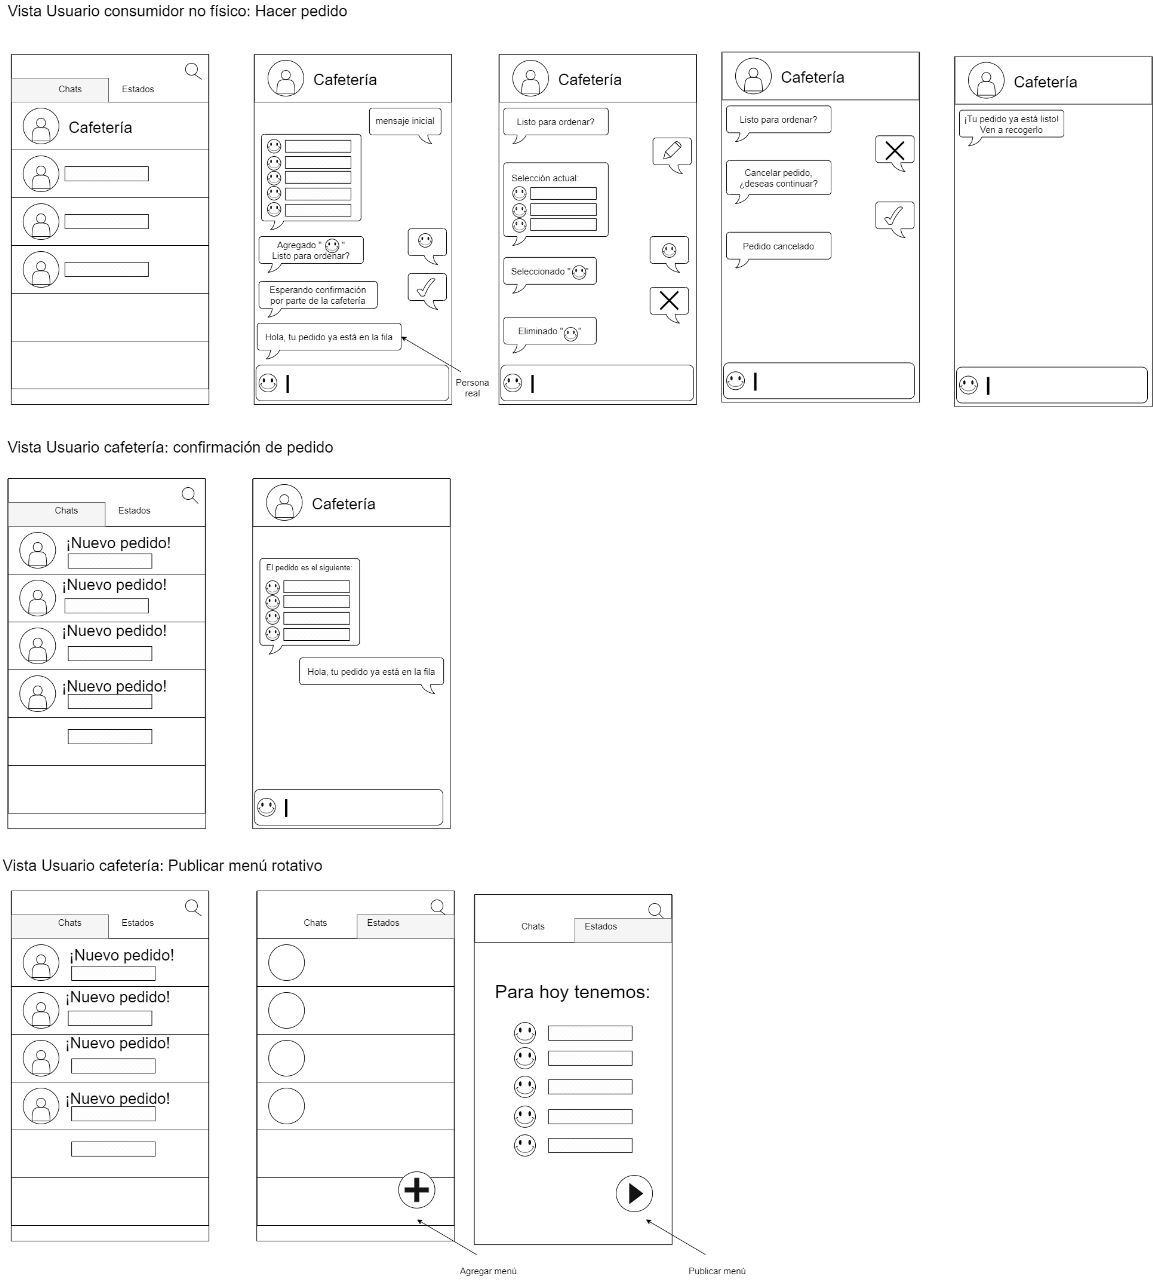 Vista Usuario consumidor no físico: Hacer pedido
Chats
Estados
Cafetería
Cafetería
mensaje inicial
Agregado " "
Listo para ordenar?
Esperando confirmación
por parte de la cafetería
Hola, tu pedido ya está en la fila
Persona
real
Cafetería
Listo para ordenar?
Selección actual:
Seleccionado " "
Eliminado " "
Cafetería
Listo para ordenar?
Cancelar pedido,
¿deseas continuar?
Pedido cancelado
Cafetería
¡Tu pedido ya está listo!
Ven a recogerlo
Vista Usuario cafetería: confirmación de pedido
Chats
Estados
¡Nuevo pedido!
¡Nuevo pedido!
¡Nuevo pedido!
¡Nuevo pedido!
Cafetería
El pedido es el siguiente:
Hola, tu pedido ya está en la fila
Vista Usuario cafetería: Publicar menú rotativo
Chats
Estados
¡Nuevo pedido!
¡Nuevo pedido!
¡Nuevo pedido!
¡Nuevo pedido!
Chats
Estados
Agregar menú
Chats
Estados
Para hoy tenemos:
Publicar menú